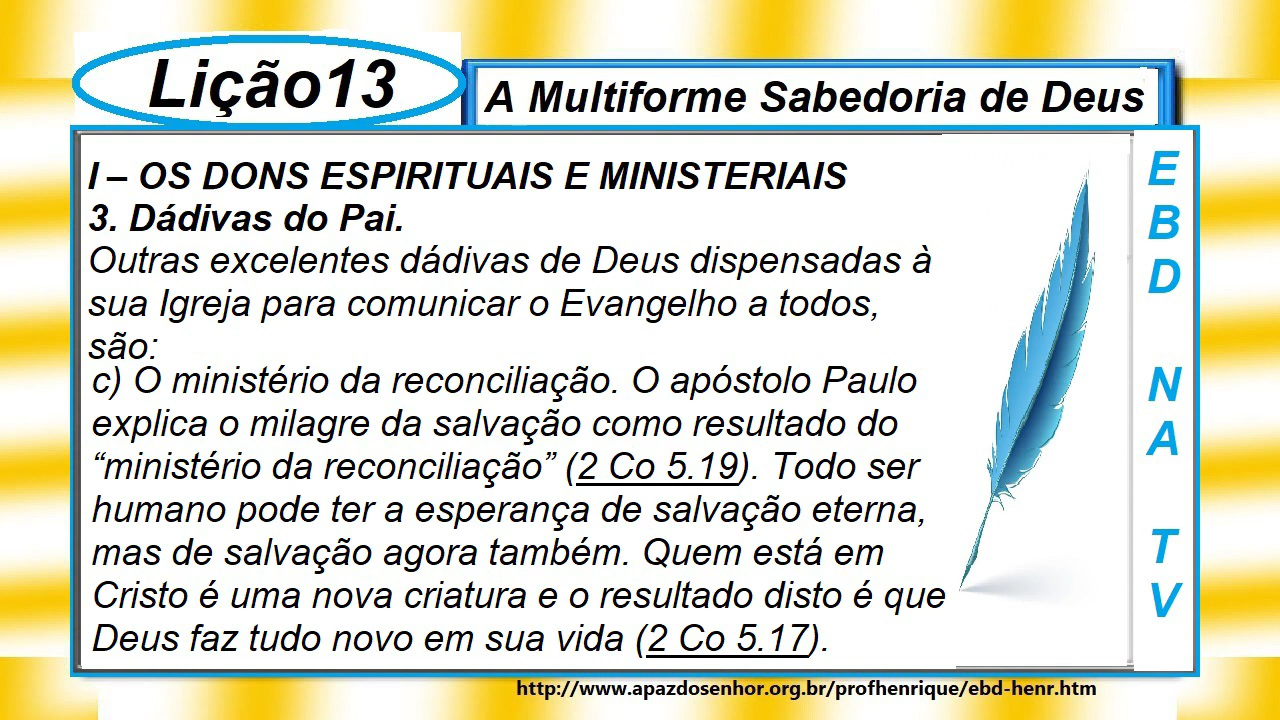 Lição13
A Multiforme Sabedoria de Deus
I – OS DONS ESPIRITUAIS E MINISTERIAIS
3. Dádivas do Pai.
Outras excelentes dádivas de Deus dispensadas à
sua Igreja para comunicar o Evangelho a todos,
são:
c) O ministério da reconciliação. O apóstolo Paulo
explica o milagre da salvação como resultado do
“ministério da reconciliação” (2 Co 5.19). Todo ser
humano pode ter a esperança de salvação eterna,
mas de salvação agora também. Quem está em
Cristo é uma nova criatura e o resultado disto é que
Deus faz tudo novo em sua vida (2 Co 5.17).
E
B
D
N
A
T
V
http://www.apazdosenhor.org.br/profhenrique/ebd-henr.htm